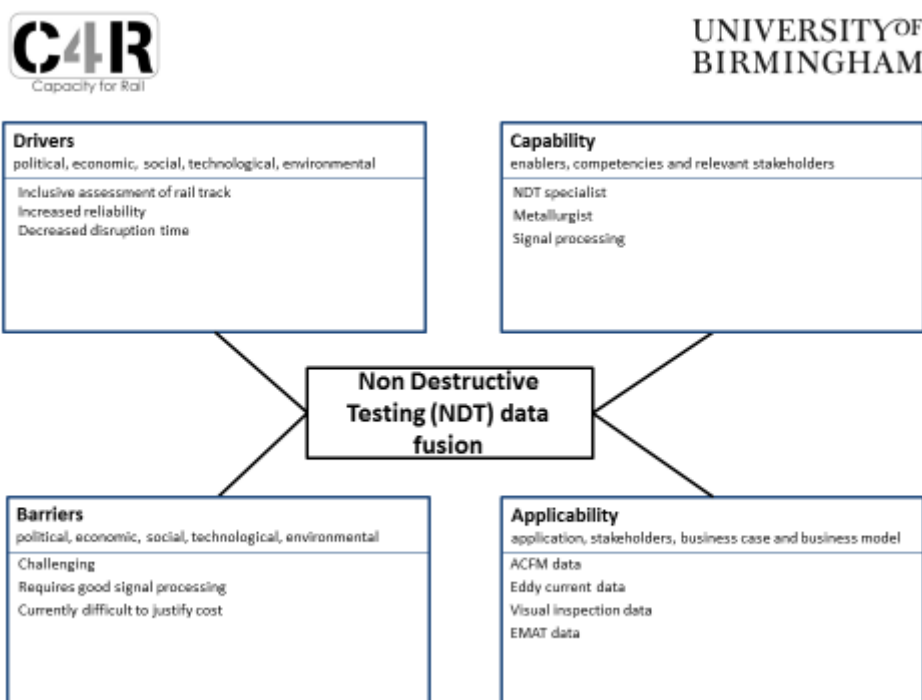 C4R
Capacity for Rail
UNIVERSITY OF
BIRMINGHAM
Drivers
political, economic, social, technological, environmental
Inclusive assessment of rail track
Increased reliability
Decreased disruption time
Capability
enablers, competencies and relevant stakeholders
NDT specialist
Metallurgist
Signal processing
Non Destructive
Testing (NDT) data
fusion
Barriers
political, economic, social, technological, environmental
Challenging
Requires good signal processing
Currently difficult to justify cost
Applicability
application, stakeholders, business case and business model
ACFM data
Eddy current data
Visual inspection data
EMAT data